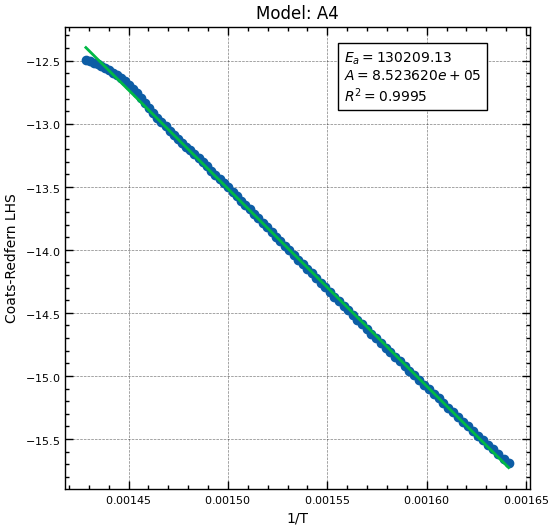 Model: A4
E_a = 130209.13
A = 8.523620e + 05
R² = 0.9995
Coats-Redfern LHS
−12.5
−13.0
−13.5
−14.0
−14.5
−15.0
−15.5
0.00145
0.00150
0.00155
0.00160
0.00165
1/T